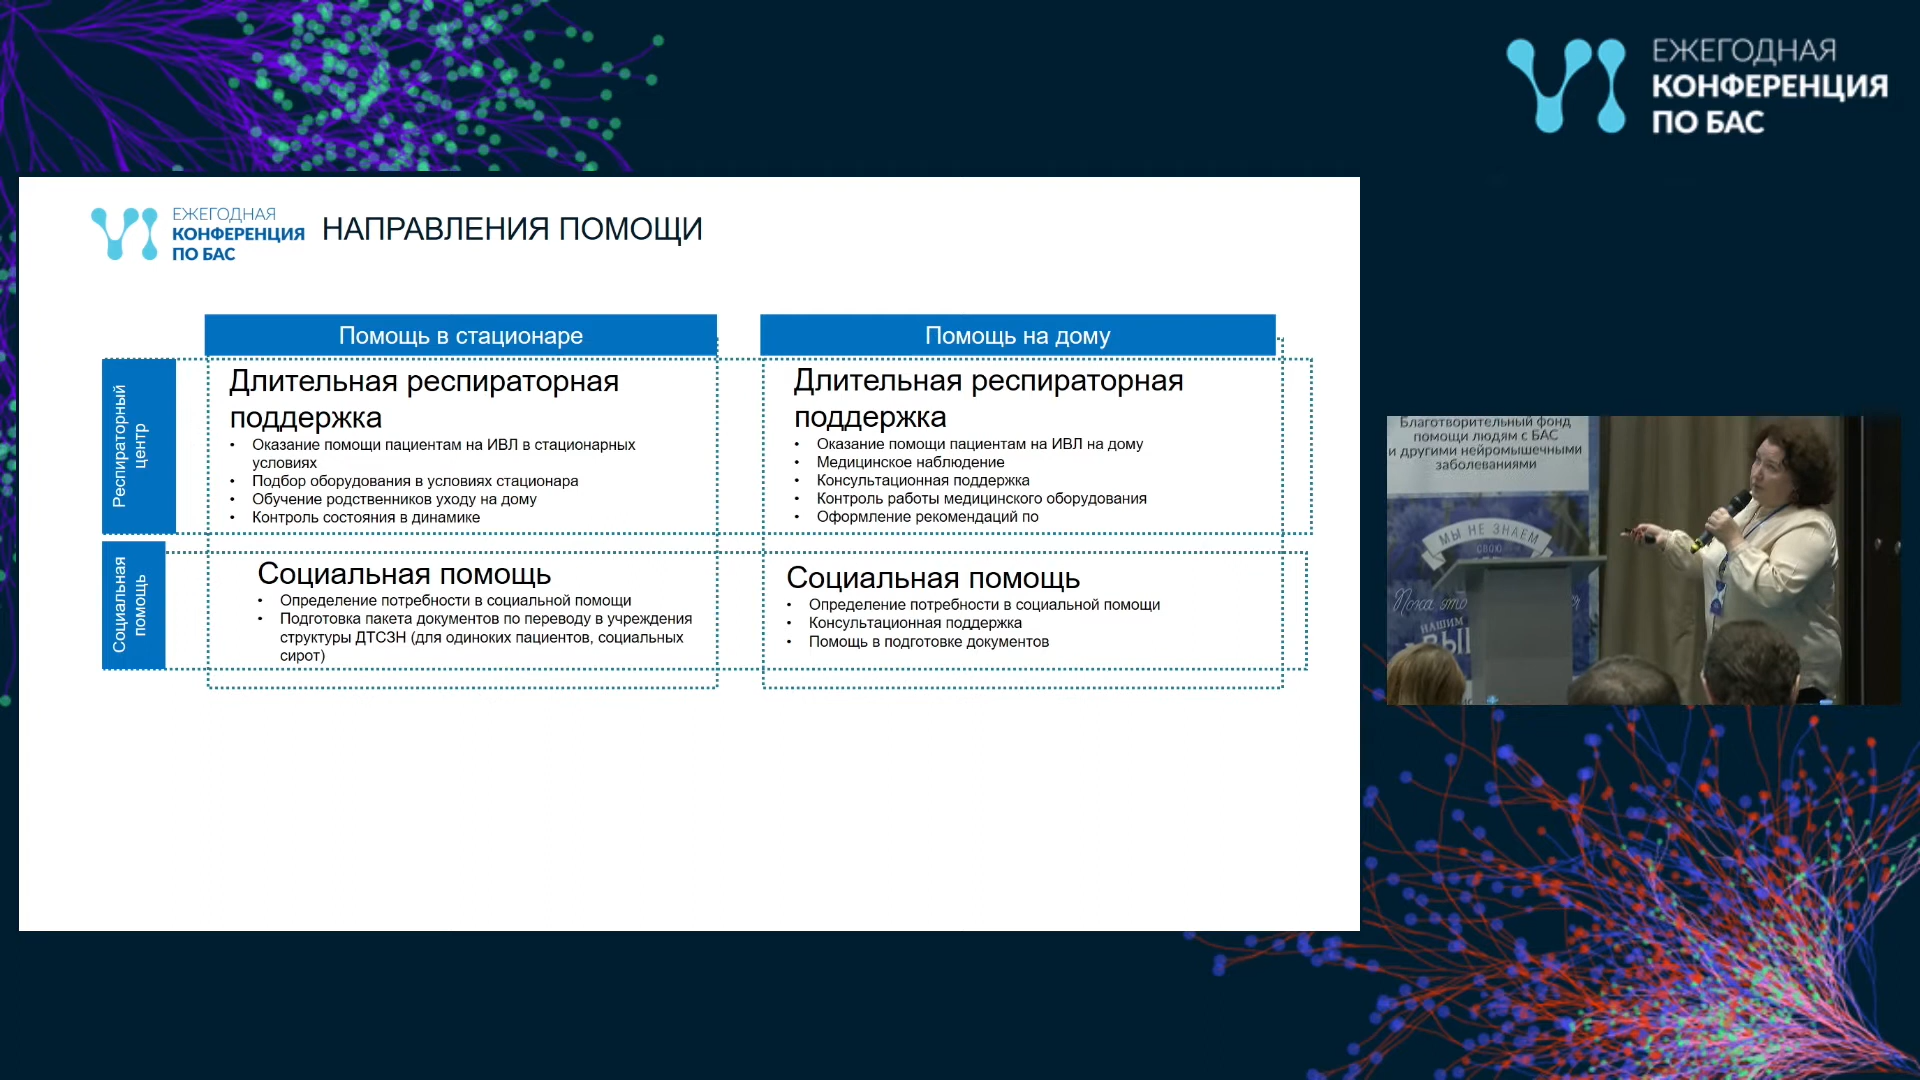 ЕЖЕГОДНАЯ
КОНФЕРЕНЦИЯ
ПО БАС
ЕЖЕГОДНАЯ
КОНФЕРЕНЦИЯ
ПО БАС
НАПРАВЛЕНИЯ ПОМОЩИ
Помощь в стационаре
Помощь на дому
Респираторный
центр
Длительная респираторная
поддержка
• Оказание помощи пациентам на ИВЛ в стационарных
условиях
• Подбор оборудования в условиях стационара
• Обучение родственников уходу на дому
• Контроль состояния в динамике
Длительная респираторная
поддержка
• Оказание помощи пациентам на ИВЛ на дому
• Медицинское наблюдение
• Консультационная поддержка
• Контроль работы медицинского оборудования
• Оформление рекомендаций по
Социальная
помощь
Социальная помощь
• Определение потребности в социальной помощи
• Подготовка пакета документов по переводу в учреждения
структуры ДТСЗН (для одиноких пациентов, социальных
сирот)
Социальная помощь
• Определение потребности в социальной помощи
• Консультационная поддержка
• Помощь в подготовке документов
Благотворительный фонд
помощи людям с БАС
и другими нейромышечными
заболеваниями
МЫ НЕ ЗНАЕМ
СВОЮ
Пока это
НАШИМ